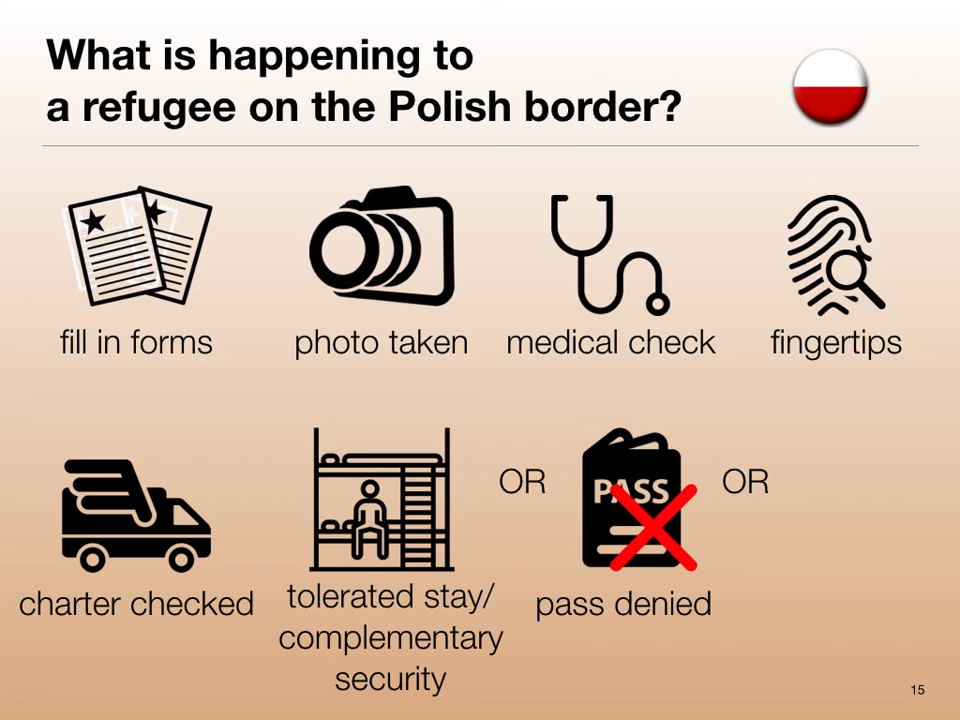 What is happening to
a refugee on the Polish border?
fill in forms
photo taken
medical check
fingertips
OR
PASS
OR
charter checked
tolerated stay/
complementary
security
pass denied
15